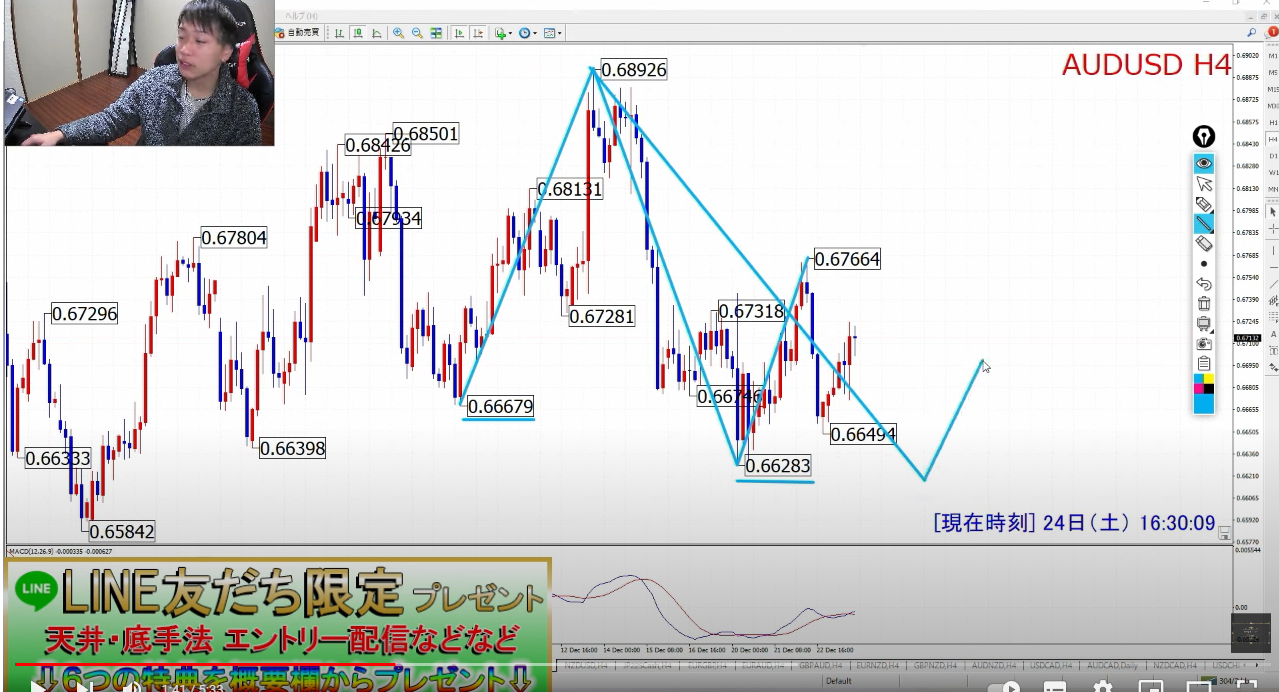 ヘルプ(H)
自動売買
AUDUSD H4
0.68926
0.68501
0.68426
0.68131
0.67934
0.67804
0.67664
0.67296
0.67281
0.67318
0.66746
0.66679
0.66494
0.66398
0.66333
0.66283
0.65842
0.69020
0.68875
0.68725
0.68575
0.68430
0.68280
0.68130
0.67985
0.67835
0.67685
0.67540
0.67390
0.67245
0.67132
0.67100
0.66950
0.66805
0.66655
0.66505
0.66360
0.66210
0.66065
0.65920
0.65770
M1
M5
M15
M30
H1
H4
D1
W1
MN
[現在時刻] 24日(土) 16:30:09
MACD(12,26,9) -0.000335 -0.000627
0.005544
0.00
LINE
LINE友だち限定 プレゼント
天井・底手法 エントリー配信などなど
↓6つの特典を概要欄からプレゼント↓
12 Dec 16:00 14 Dec 00:00 15 Dec 08:00 16 Dec 16:00 20 Dec 00:00 21 Dec 08:00 22 Dec 16:00
NZDUSD,H4 EURGBP,H4 EURAUD,H4 GBPAUD,H4 EURNZD,H4 GBPNZD,H4 AUDNZD,H4 USDCAD,H4 AUDCAD,Daily NZDCAD,H4
1:41 / 5:33
Default